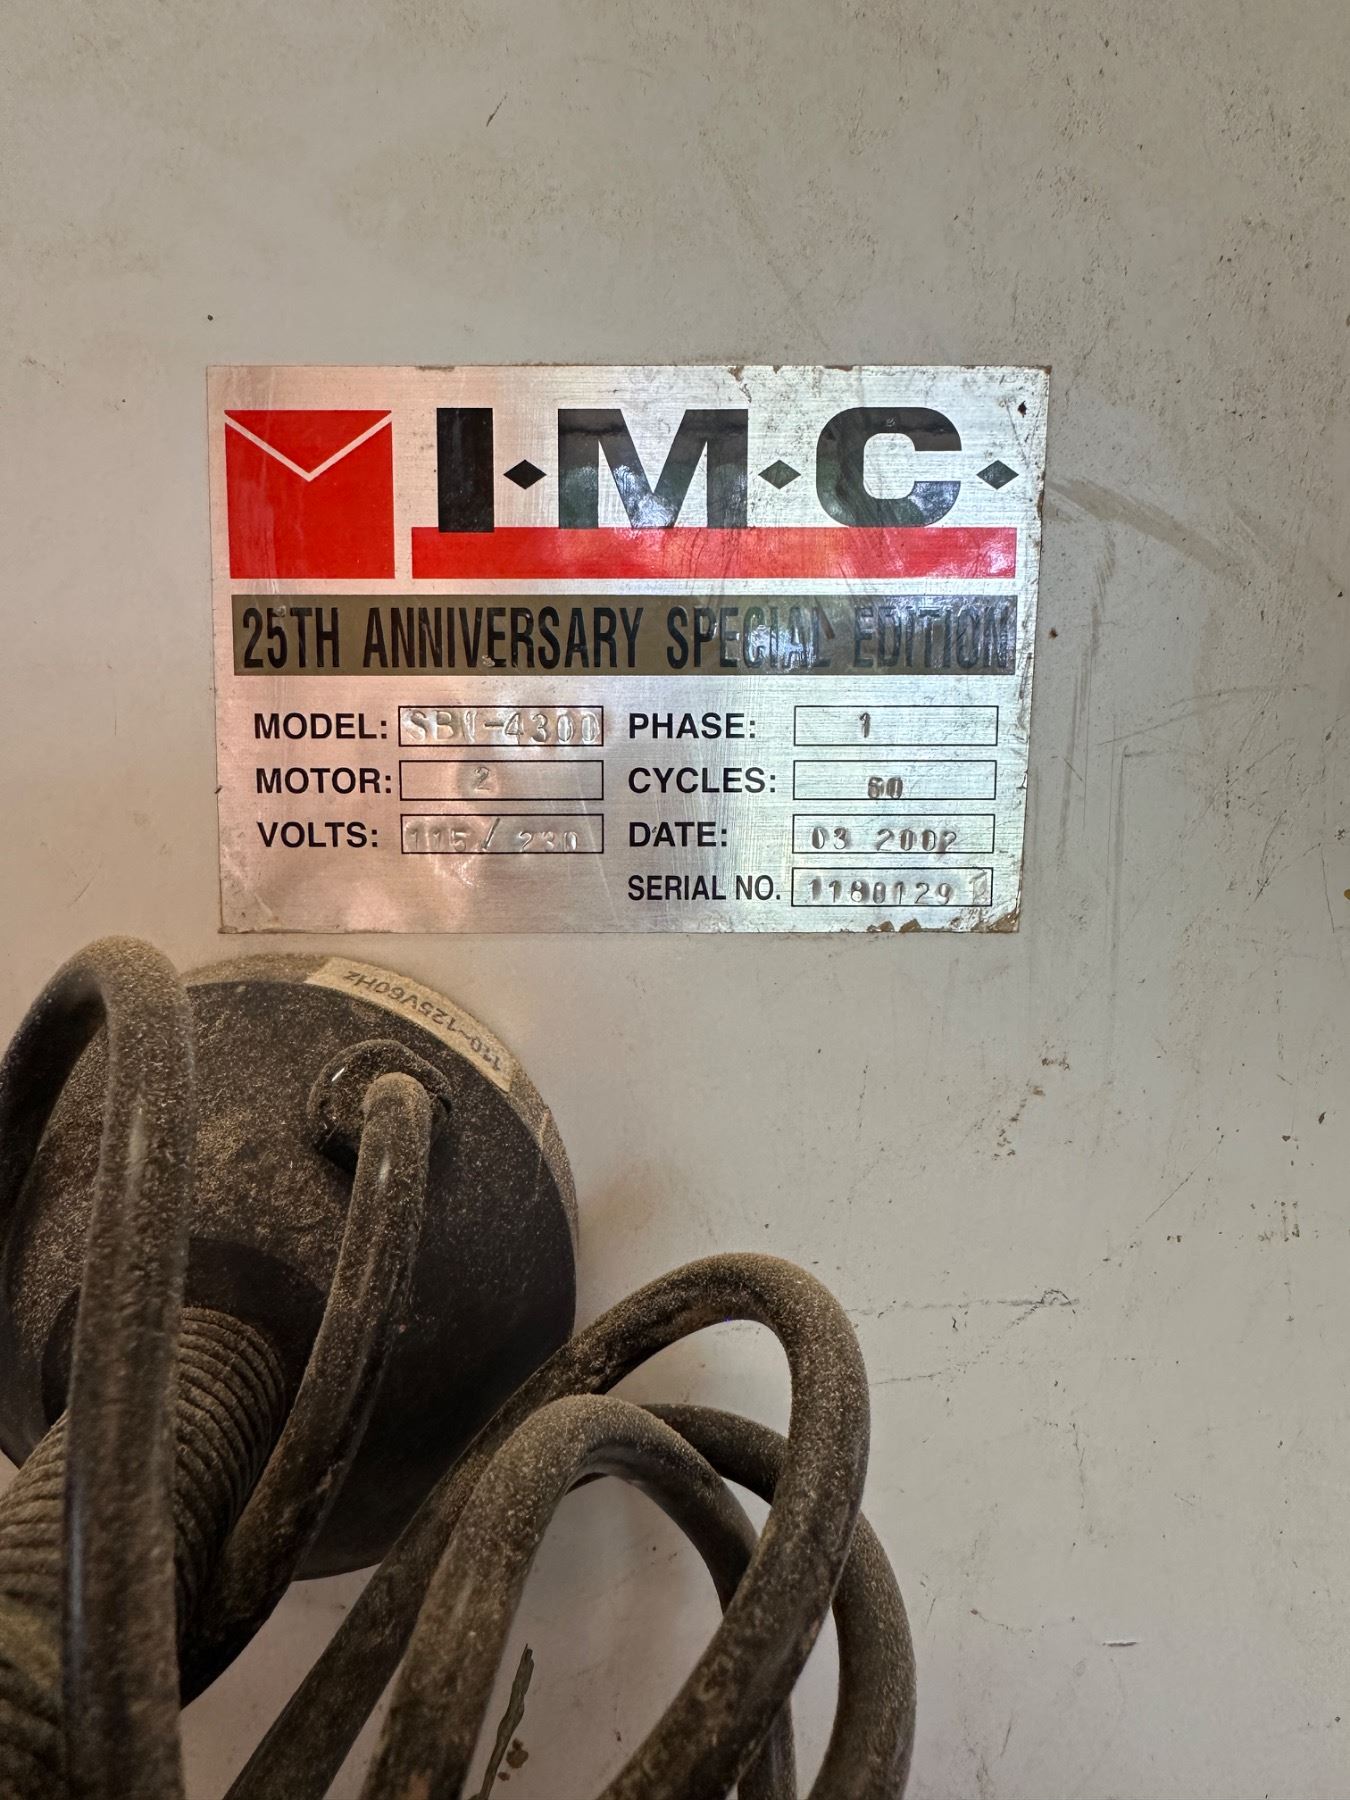 I·M·C·
25TH ANNIVERSARY SPECIAL EDITION
MODEL: SBI-4300 PHASE: 1
MOTOR: 2 CYCLES: 60
VOLTS: 115/230 DATE: 03 2002
SERIAL NO. 1180129
110~125V60Hz